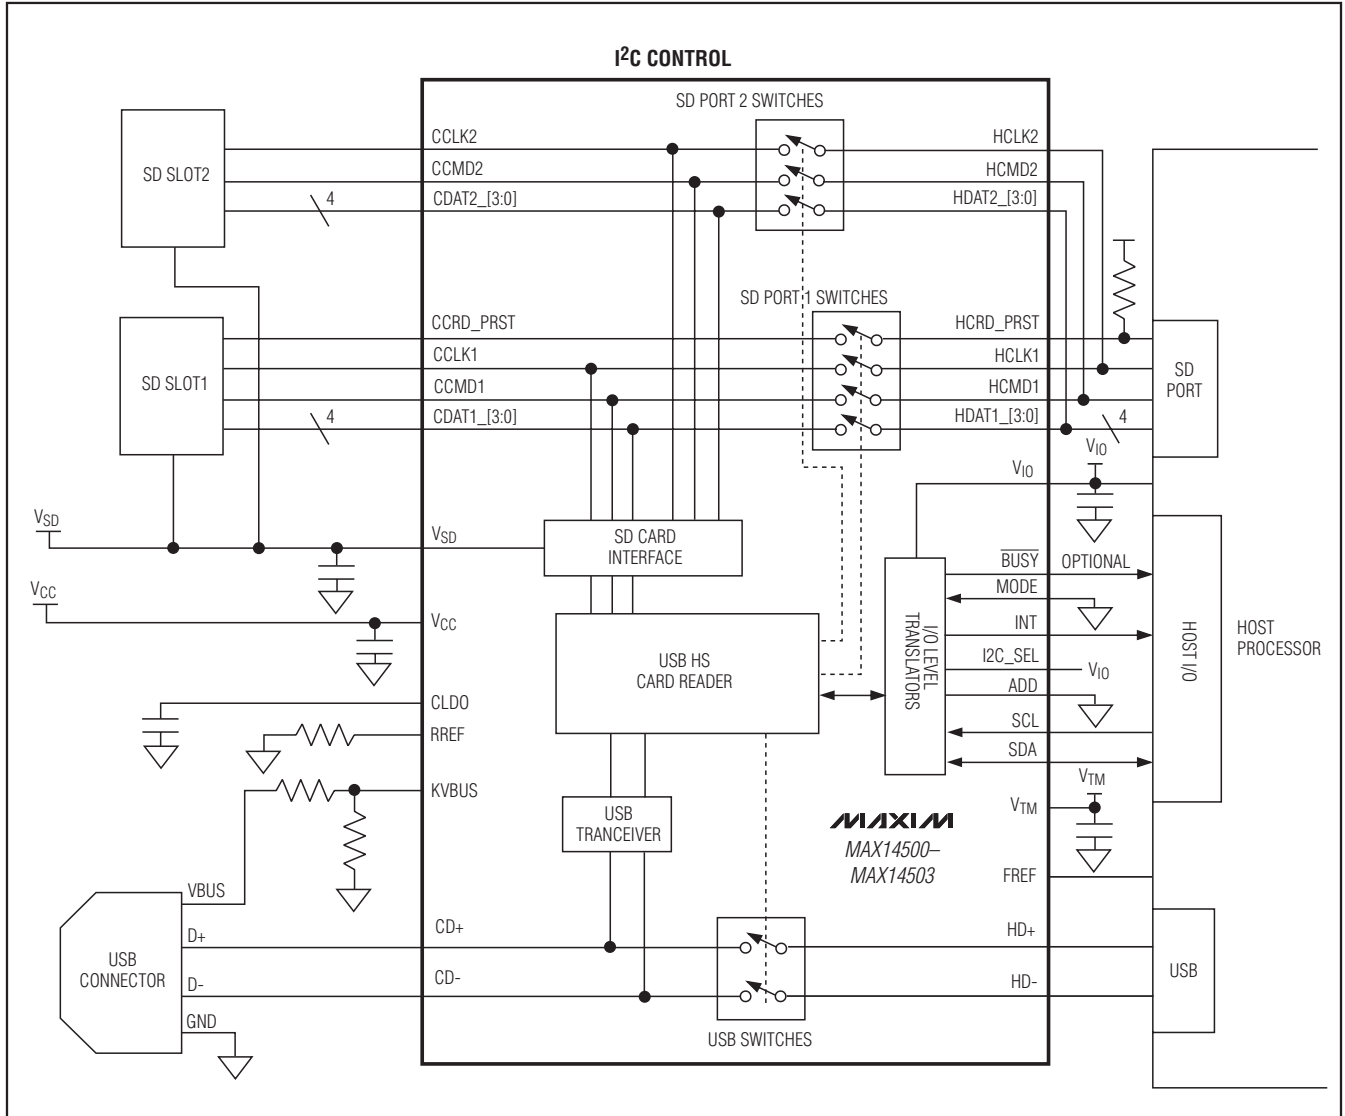 I2C CONTROL
SD PORT 2 SWITCHES
SD SLOT2
CCLK2
CCMD2
4
CDAT2_[3:0]
HCLK2
HCMD2
HDAT2_[3:0]
SD PORT 1 SWITCHES
SD SLOT1
CCRD_PRST
CCLK1
CCMD1
4
CDAT1_[3:0]
HCRD_PRST
HCLK1
HCMD1
HDAT1_[3:0]
4
SD
PORT
VIO
VIO
VSD
VSD
SD CARD
INTERFACE
VCC
VCC
USB HS
CARD READER
I/O LEVEL
TRANSLATORS
BUSY
OPTIONAL
MODE
INT
I2C_SEL
VIO
ADD
SCL
SDA
HOST I/O
HOST
PROCESSOR
CLDO
RREF
KVBUS
USB
TRANCEIVER
MAXIM
MAX14500–
MAX14503
VTM
VTM
FREF
VBUS
D+
D-
GND
USB
CONNECTOR
CD+
CD-
HD+
HD-
USB
USB SWITCHES